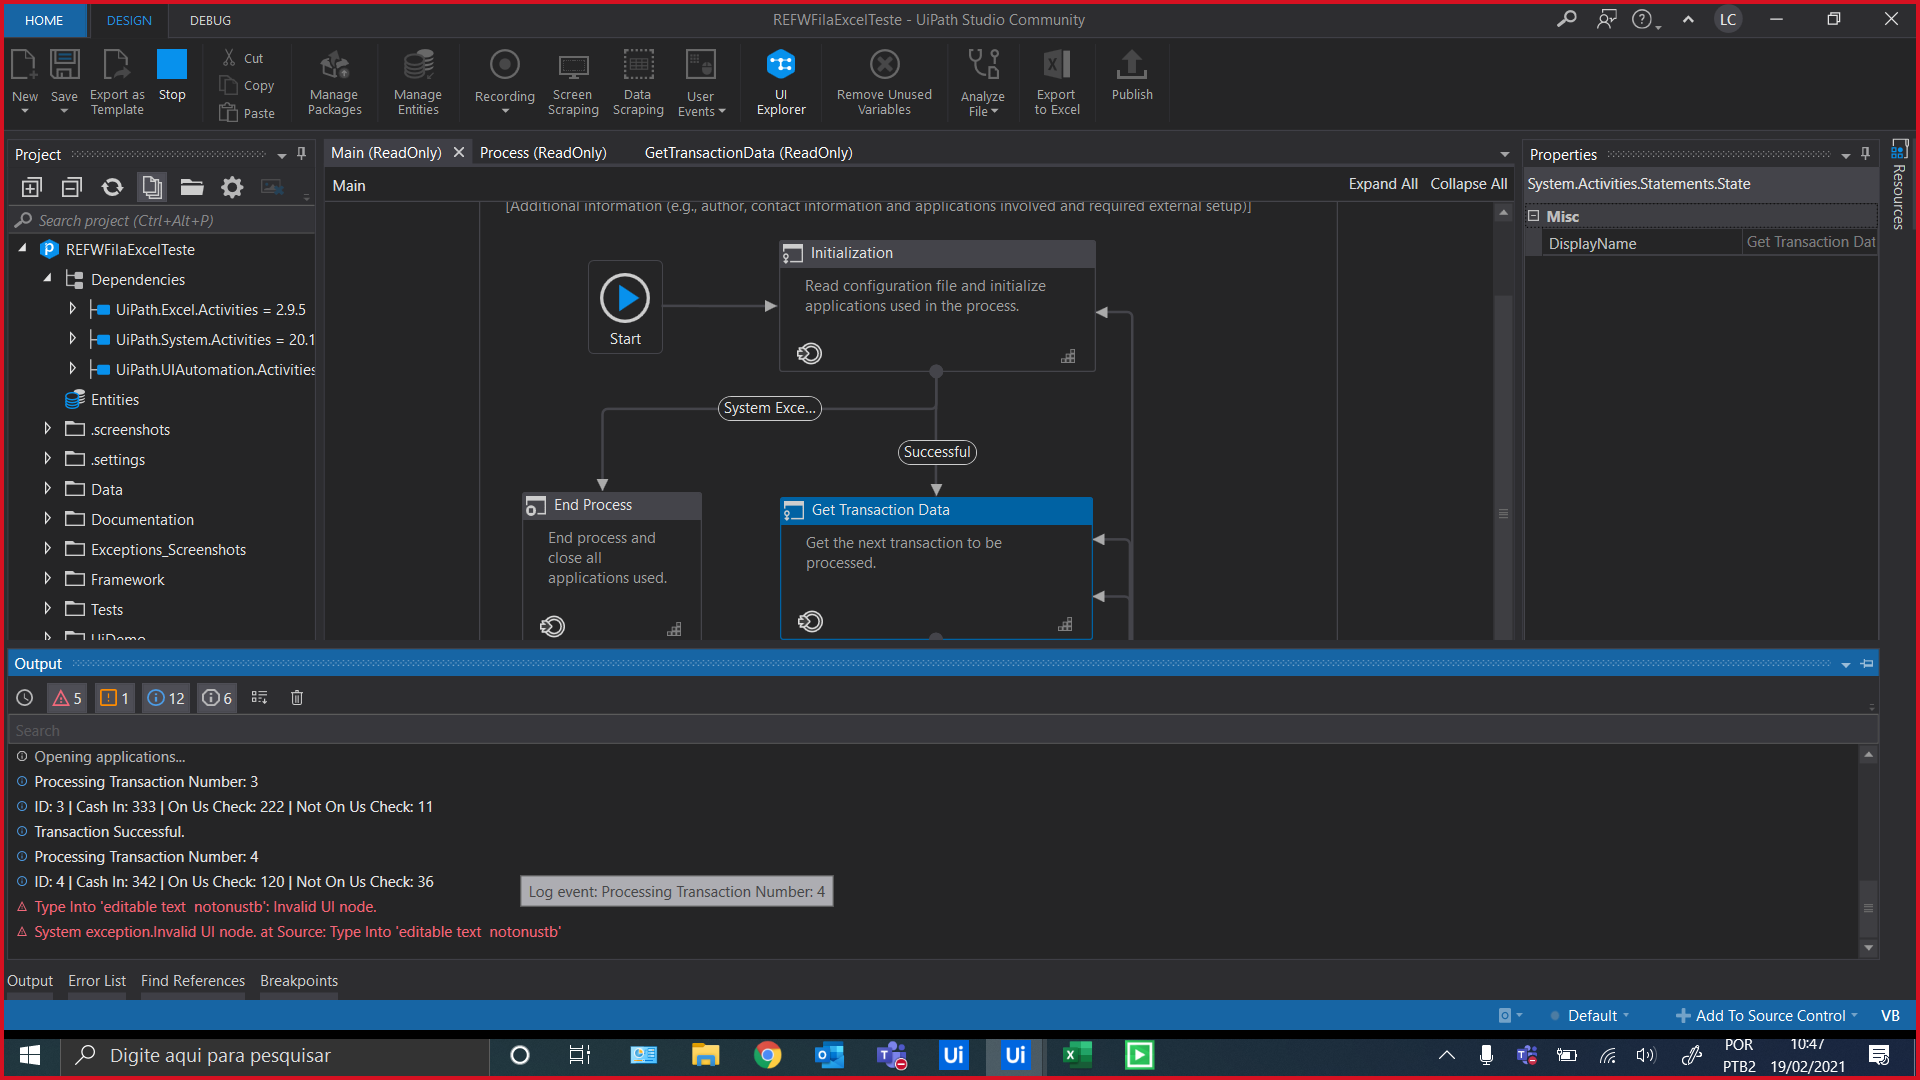 HOME
DESIGN
DEBUG
REFWFilaExcelTeste - UiPath Studio Community
LC
New
Save
Export as
Template
Stop
Cut
Copy
Paste
Manage
Packages
Manage
Entities
Recording
Screen
Scraping
Data
Scraping
User
Events
UI
Explorer
Remove Unused
Variables
Analyze
File
Export
to Excel
Publish
Project
Main (ReadOnly)
Process (ReadOnly)
GetTransactionData (ReadOnly)
Properties
Resources
Main
Expand All
Collapse All
System.Activities.Statements.State
Search project (Ctrl+Alt+P)
[Additional information (e.g., author, contact information and applications involved and required external setup)]
Misc
DisplayName
Get Transaction Dat
REFWFilaExcelTeste
Dependencies
UiPath.Excel.Activities = 2.9.5
UiPath.System.Activities = 20.1
UiPath.UIAutomation.Activities
Entities
.screenshots
.settings
Data
Documentation
Exceptions_Screenshots
Framework
Tests
UiDemo
Start
Initialization
Read configuration file and initialize
applications used in the process.
System Exce...
Successful
End Process
End process and
close all
applications used.
Get Transaction Data
Get the next transaction to be
processed.
Output
5
1
12
6
Search
Opening applications...
Processing Transaction Number: 3
ID: 3 | Cash In: 333 | On Us Check: 222 | Not On Us Check: 11
Transaction Successful.
Processing Transaction Number: 4
ID: 4 | Cash In: 342 | On Us Check: 120 | Not On Us Check: 36
Log event: Processing Transaction Number: 4
Type Into 'editable text  notonustb': Invalid UI node.
System exception.Invalid UI node. at Source: Type Into 'editable text  notonustb'
Output
Error List
Find References
Breakpoints
Default
Add To Source Control
VB
Digite aqui para pesquisar
Ui
Ui
POR
PTB2
10:47
19/02/2021